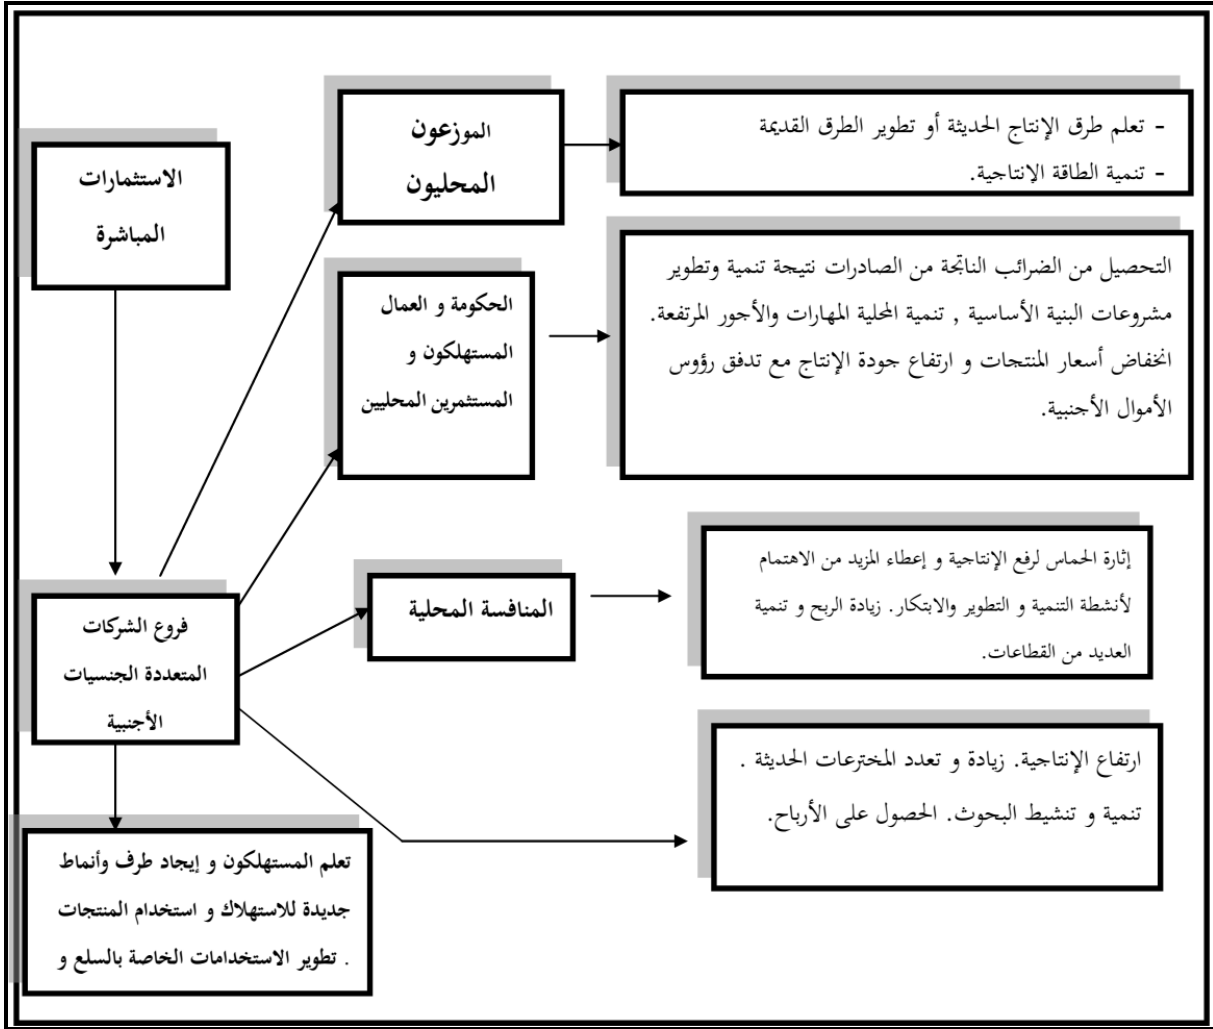 الاستثمارات
المباشرة
الموزعون
المحليون
- تعلم طرق الإنتاج الحديثة أو تطوير الطرق القديمة
- تنمية الطاقة الإنتاجية.
الحكومة و العمال
المستهلكون و
المستثمرين المحليين
التحصيل من الضرائب الناتجة من الصادرات نتيجة تنمية وتطوير
مشروعات البنية الأساسية , تنمية المحلية المهارات والأجور المرتفعة.
انخفاض أسعار المنتجات و ارتفاع جودة الإنتاج مع تدفق رؤوس
الأموال الأجنبية.
المنافسة المحلية
إثارة الحماس لرفع الإنتاجية و إعطاء المزيد من الاهتمام
لأنشطة التنمية و التطوير والابتكار. زيادة الربح و تنمية
العديد من القطاعات.
فروع الشركات
المتعددة الجنسيات
الأجنبية
ارتفاع الإنتاجية. زيادة و تعدد المخترعات الحديثة .
تنمية و تنشيط البحوث. الحصول على الأرباح.
تعلم المستهلكون و إيجاد طرف وأنماط
جديدة للاستهلاك و استخدام المنتجات
. تطوير الاستخدامات الخاصة بالسلع و